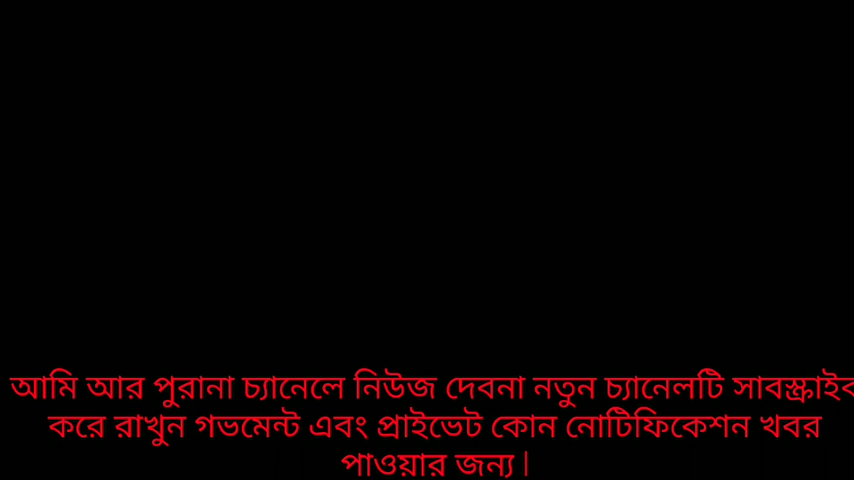 আমি আর পুরানা চ্যানেলে নিউজ দেবনা নতুন চ্যানেলটি সাবস্ক্রাইব
করে রাখুন গভমেন্ট এবং প্রাইভেট কোন নোটিফিকেশন খবর
পাওয়ার জন্য |